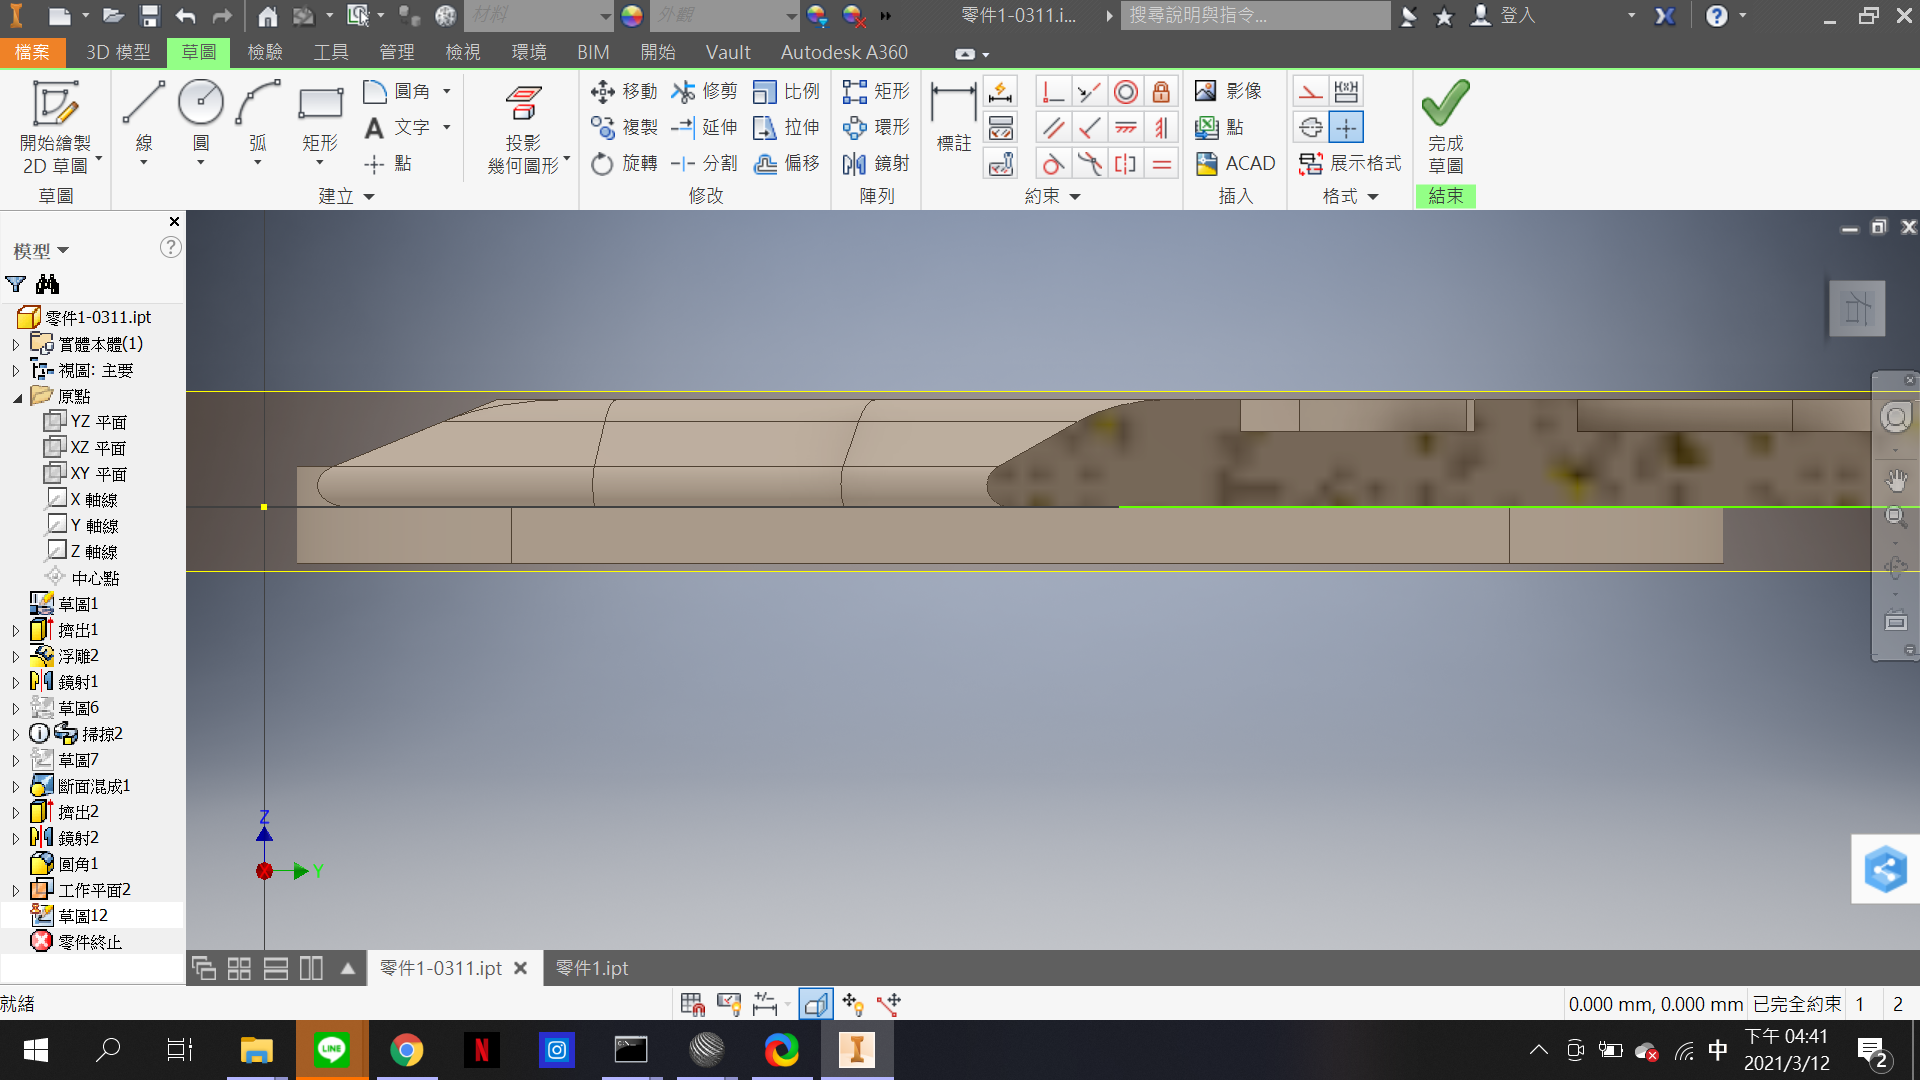 材料
外觀
零件1-0311.i...
搜尋說明與指令...
登入
檔案
3D 模型
草圖
檢驗
工具
管理
檢視
環境
BIM
開始
Vault
Autodesk A360
開始繪製
2D 草圖
草圖
線
圓
弧
矩形
圓角
文字
點
建立
投影
幾何圖形
移動
修剪
比例
複製
延伸
拉伸
旋轉
分割
偏移
修改
矩形
環形
鏡射
陣列
標註
約束
影像
點
ACAD
插入
展示格式
格式
完成
草圖
結束
模型
零件1-0311.ipt
實體本體(1)
視圖: 主要
原點
YZ 平面
XZ 平面
XY 平面
X 軸線
Y 軸線
Z 軸線
中心點
草圖1
擠出1
浮雕2
鏡射1
草圖6
掃掠2
草圖7
斷面混成1
擠出2
鏡射2
圓角1
工作平面2
草圖12
零件終止
Z
Y
零件1-0311.ipt
零件1.ipt
就緒
0.000 mm, 0.000 mm
已完全約束
1
2
LINE
中
下午 04:41
2021/3/12
2